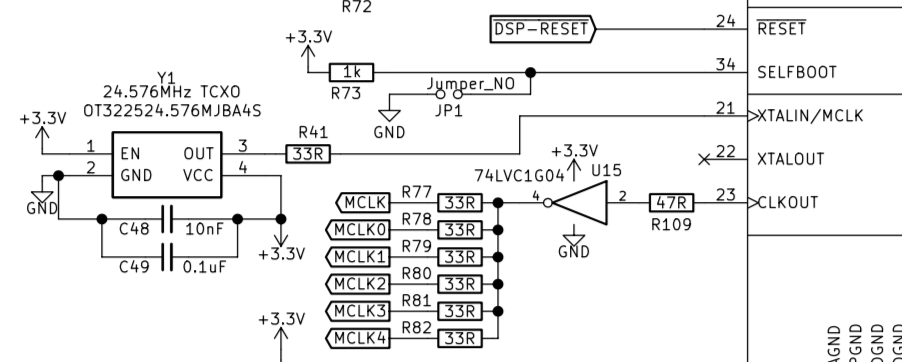 R72
+3.3V
DSP-RESET
24
RESET
1k
R73
34
SELFBOOT
Jumper_NO
JP1
GND
Y1
24.576MHz TCXO
OT322524.576MJBA4S
+3.3V
1
EN
OUT
3
2
GND
VCC
4
GND
R41
33R
21
XTALIN/MCLK
22
XTALOUT
23
CLKOUT
+3.3V
74LVC1G04
U15
4
2
47R
R109
GND
C48
10nF
C49
0.1uF
+3.3V
MCLK
R77
33R
MCLK0
R78
33R
MCLK1
R79
33R
MCLK2
R80
33R
MCLK3
R81
33R
MCLK4
R82
33R
+3.3V
AGND
PGND
DGND